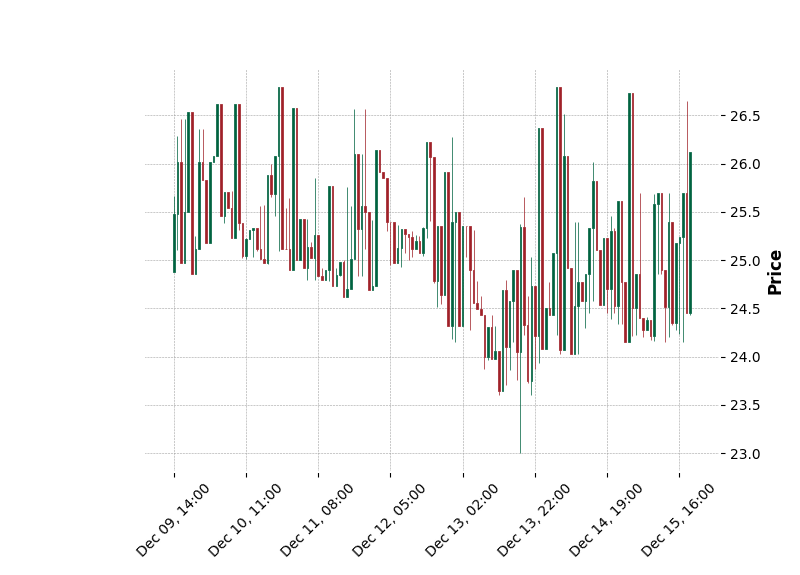 26.5
26.0
25.5
25.0
24.5
24.0
23.5
23.0
Price
Dec 09, 14:00
Dec 10, 11:00
Dec 11, 08:00
Dec 12, 05:00
Dec 13, 02:00
Dec 13, 22:00
Dec 14, 19:00
Dec 15, 16:00